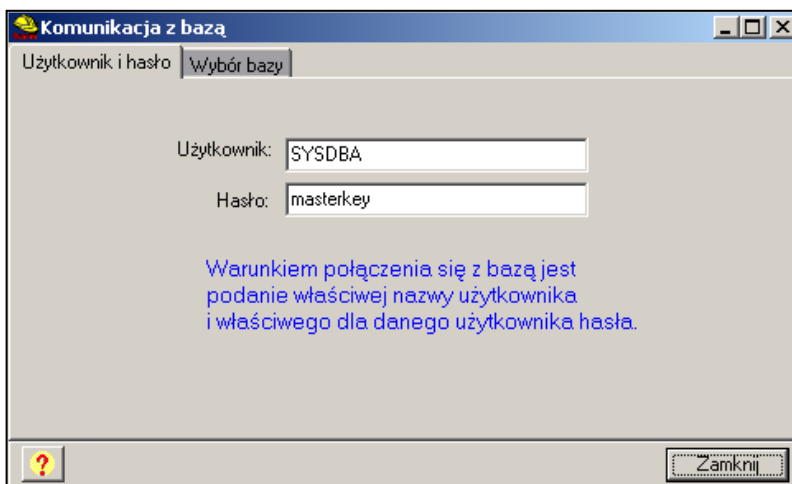 Komunikacja z bazą
Użytkownik i hasło
Wybór bazy
Użytkownik: SYSDBA
Hasło: masterkey
Warunkiem połączenia się z bazą jest
podanie właściwej nazwy użytkownika
i właściwego dla danego użytkownika hasła.
?
Zamknij